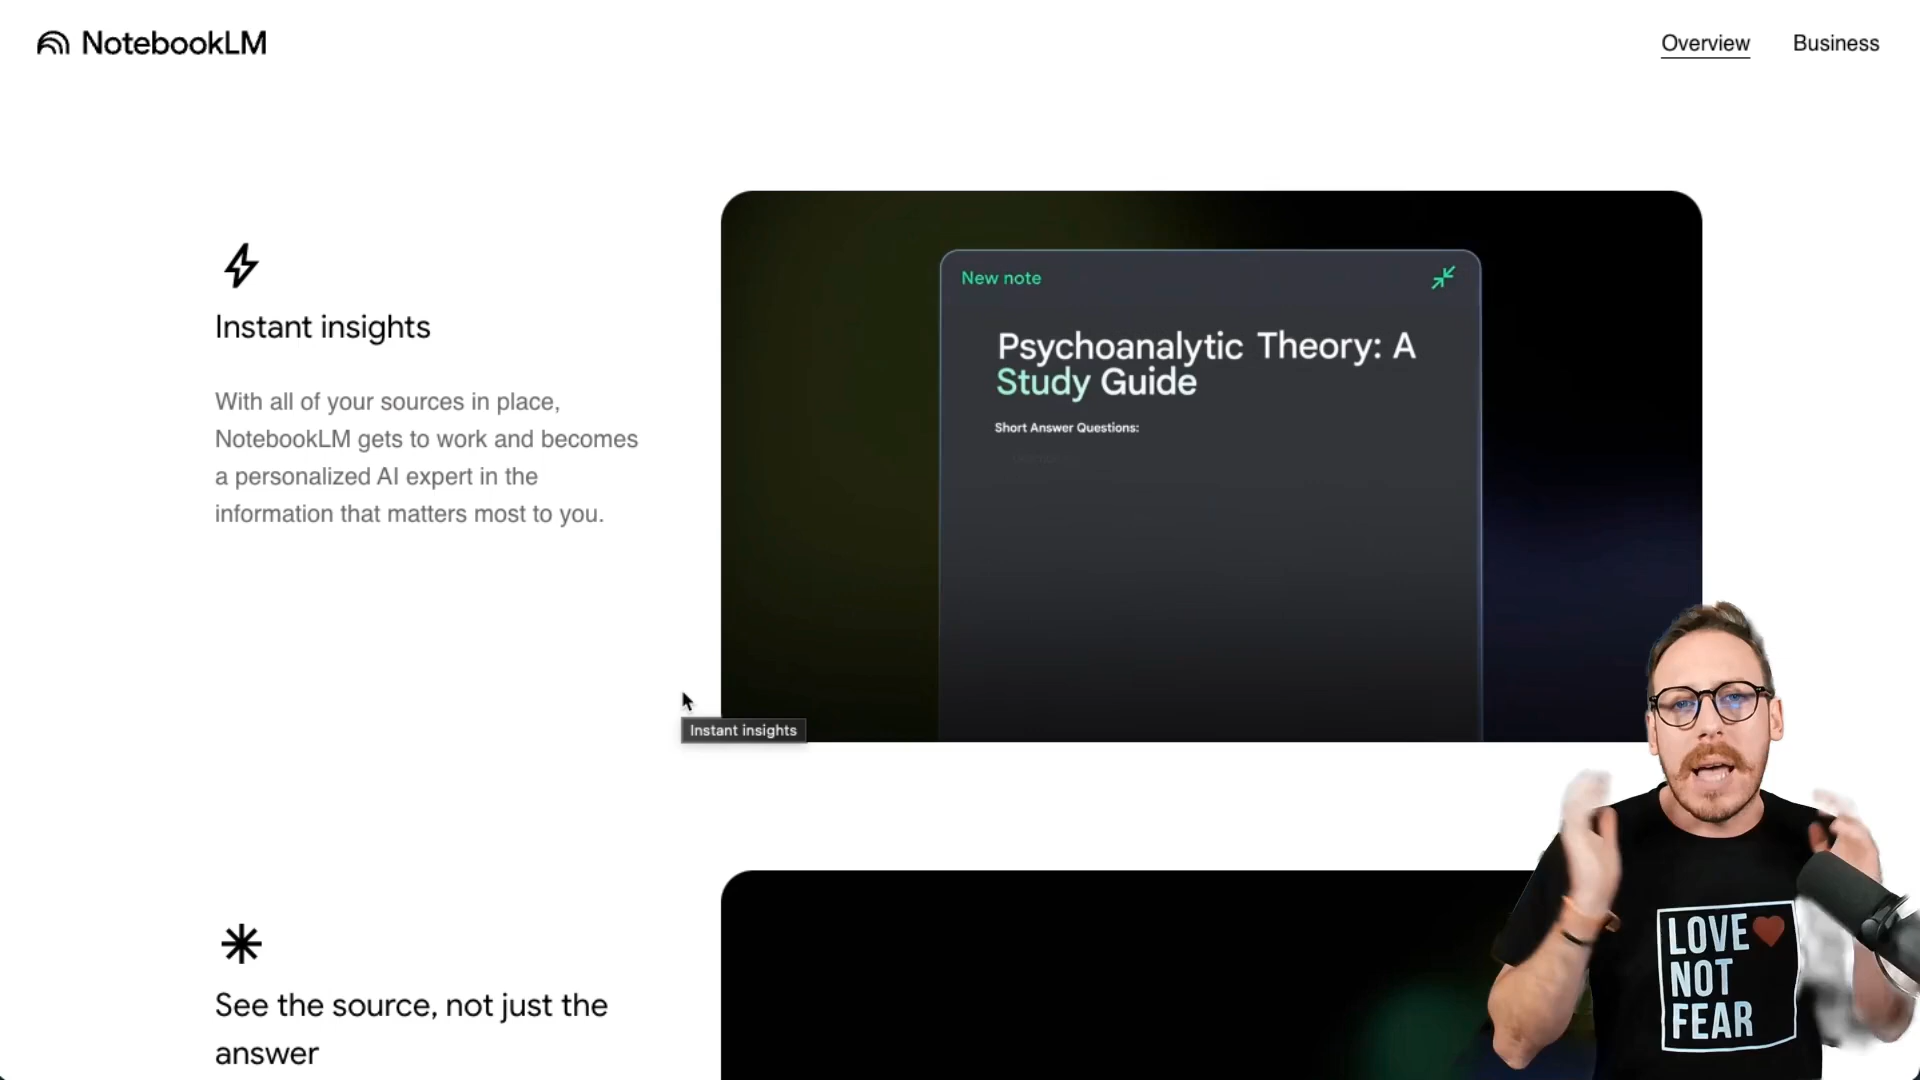 NotebookLM
Overview
Business
Instant insights
With all of your sources in place,
NotebookLM gets to work and becomes
a personalized AI expert in the
information that matters most to you.
New note
Psychoanalytic Theory: A
Study Guide
Short Answer Questions:
Instant insights
See the source, not just the
answer
LOVE
NOT
FEAR